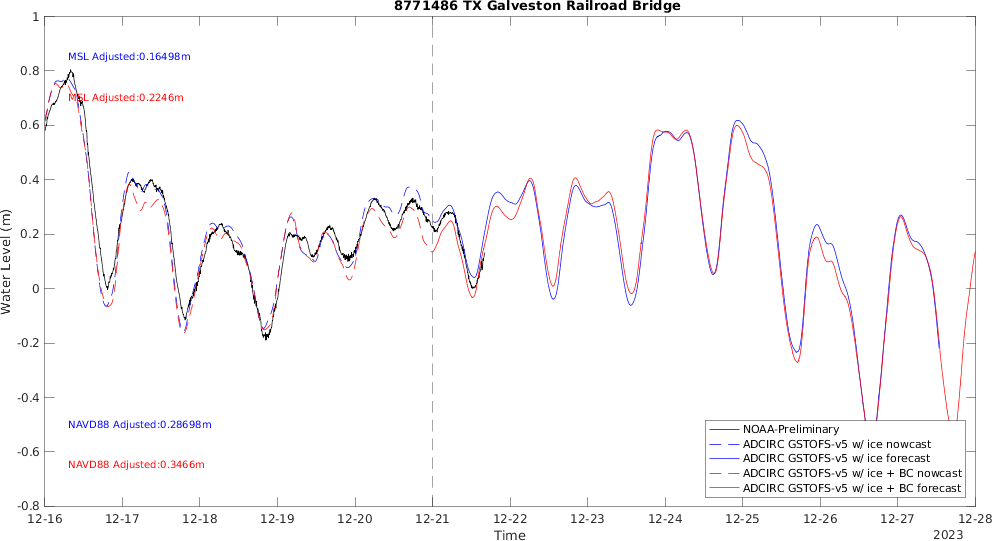 8771486 TX Galveston Railroad Bridge
1
0.8
0.6
0.4
0.2
0
-0.2
-0.4
-0.6
-0.8
Water Level (m)
MSL Adjusted:0.16498m
MSL Adjusted:0.2246m
NAVD88 Adjusted:0.28698m
NAVD88 Adjusted:0.3466m
NOAA-Preliminary
ADCIRC GSTOFS-v5 w/ ice nowcast
ADCIRC GSTOFS-v5 w/ ice forecast
ADCIRC GSTOFS-v5 w/ ice + BC nowcast
ADCIRC GSTOFS-v5 w/ ice + BC forecast
12-16 12-17 12-18 12-19 12-20 12-21 12-22 12-23 12-24 12-25 12-26 12-27 12-28
Time
2023